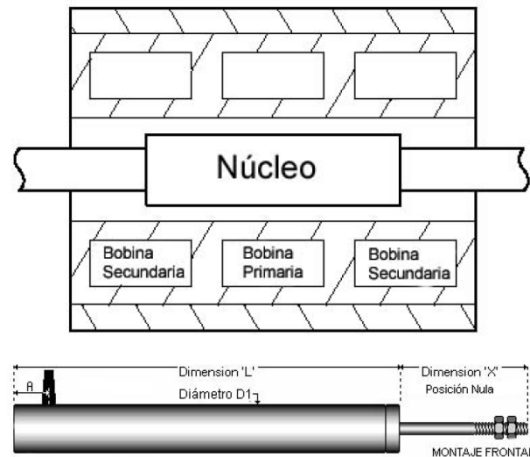 Núcleo
Bobina Secundaria
Bobina Primaria
Bobina Secundaria
Dimension 'L'
Dimension 'X'
A
Diámetro D1
Posición Nula
MONTAJE FRONTAL